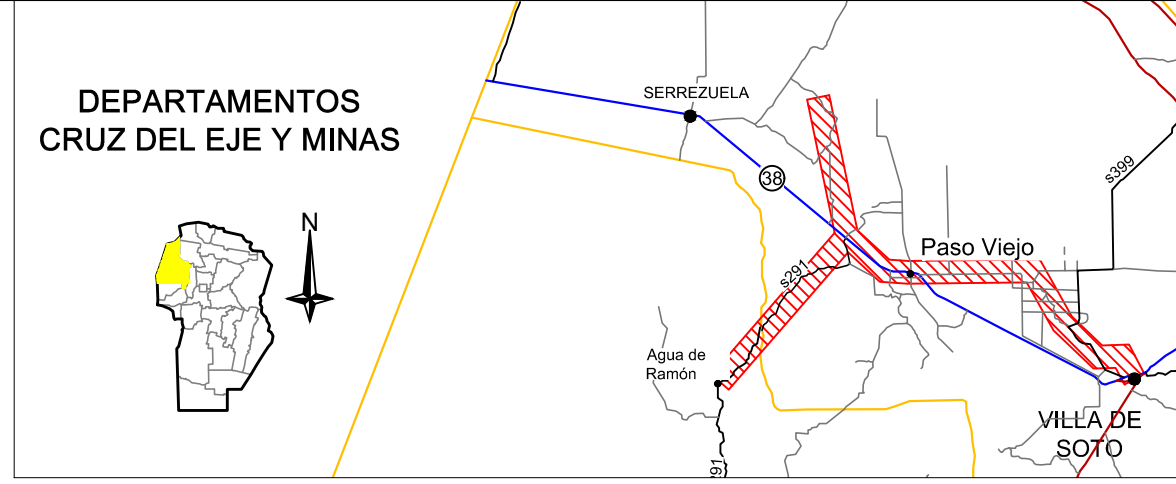 DEPARTAMENTOS
CRUZ DEL EJE Y MINAS
N
SERREZUELA
38
s399
Paso Viejo
s291
Agua de
Ramón
VILLA DE
SOTO